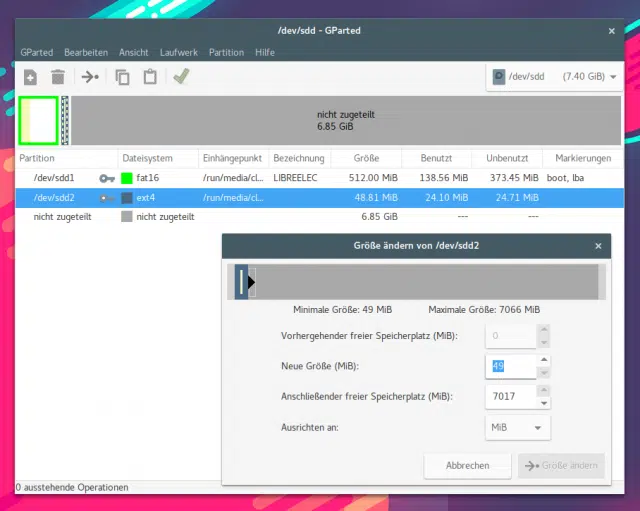 /dev/sdd - GParted
GParted Bearbeiten Ansicht Laufwerk Partition Hilfe
/dev/sdd (7.40 GiB)
nicht zugeteilt
6.85 GiB
Partition Dateisystem Einhängepunkt Bezeichnung Größe Benutzt Unbenutzt Markierungen
/dev/sdd1 fat16 /run/media/cl... LIBREELEC 512.00 MiB 138.56 MiB 373.45 MiB boot, lba
/dev/sdd2 ext4 /run/media/cl... 48.81 MiB 24.10 MiB 24.71 MiB
nicht zugeteilt nicht zugeteilt 6.85 GiB --- ---
Größe ändern von /dev/sdd2
Minimale Größe: 49 MiB Maximale Größe: 7066 MiB
Vorhergehender freier Speicherplatz (MiB): 0
Neue Größe (MiB): 49
Anschließender freier Speicherplatz (MiB): 7017
Ausrichten an: MiB
Abbrechen Größe ändern
0 ausstehende Operationen